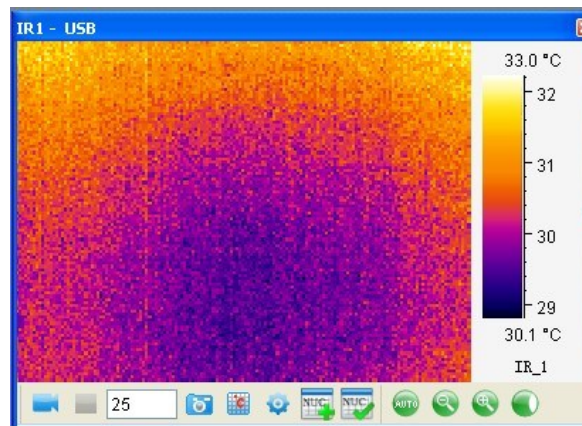 IR1 - USB
33.0 °C
32
31
30
29
30.1 °C
IR_1
25
NUC
NUC
AUTO